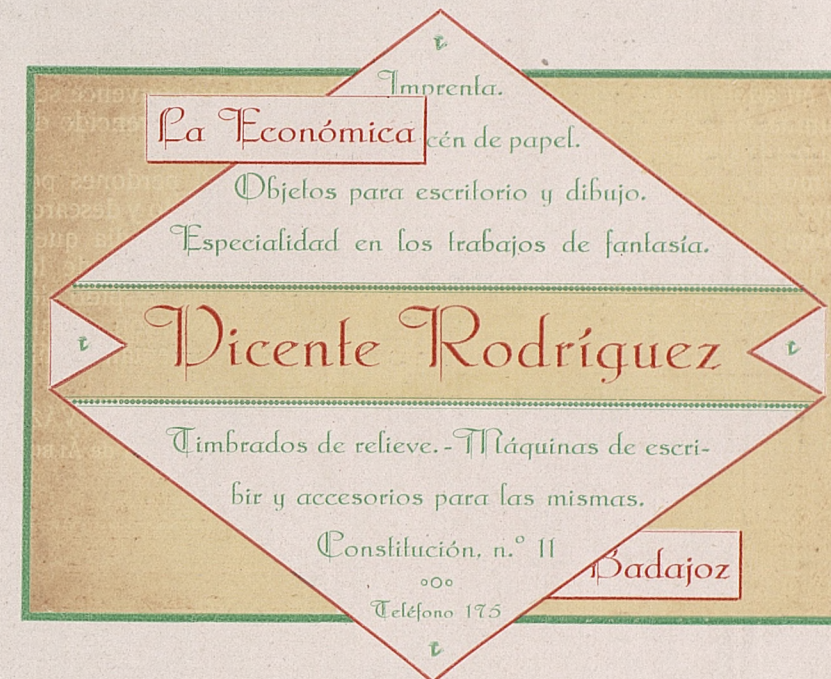 Imprenta.
La Económica
cén de papel.
Objetos para escritorio y dibujo.
Especialidad en los trabajos de fantasía.
Vicente Rodríguez
Timbrados de relieve.-Máquinas de escri-
bir y accesorios para las mismas.
Constitución, n.º 11
Badajoz
Teléfono 175